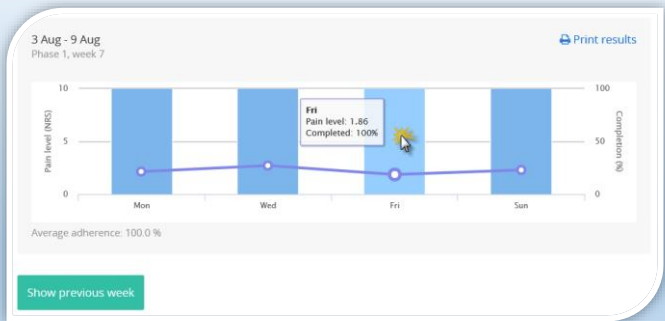 3 Aug - 9 Aug
Print results
Phase 1, week 7
10
100
Fri
Pain level: 1.86
Completed: 100%
Pain level (NRS)
Completion (%)
5
50
0
0
Mon
Wed
Fri
Sun
Average adherence: 100.0 %
Show previous week